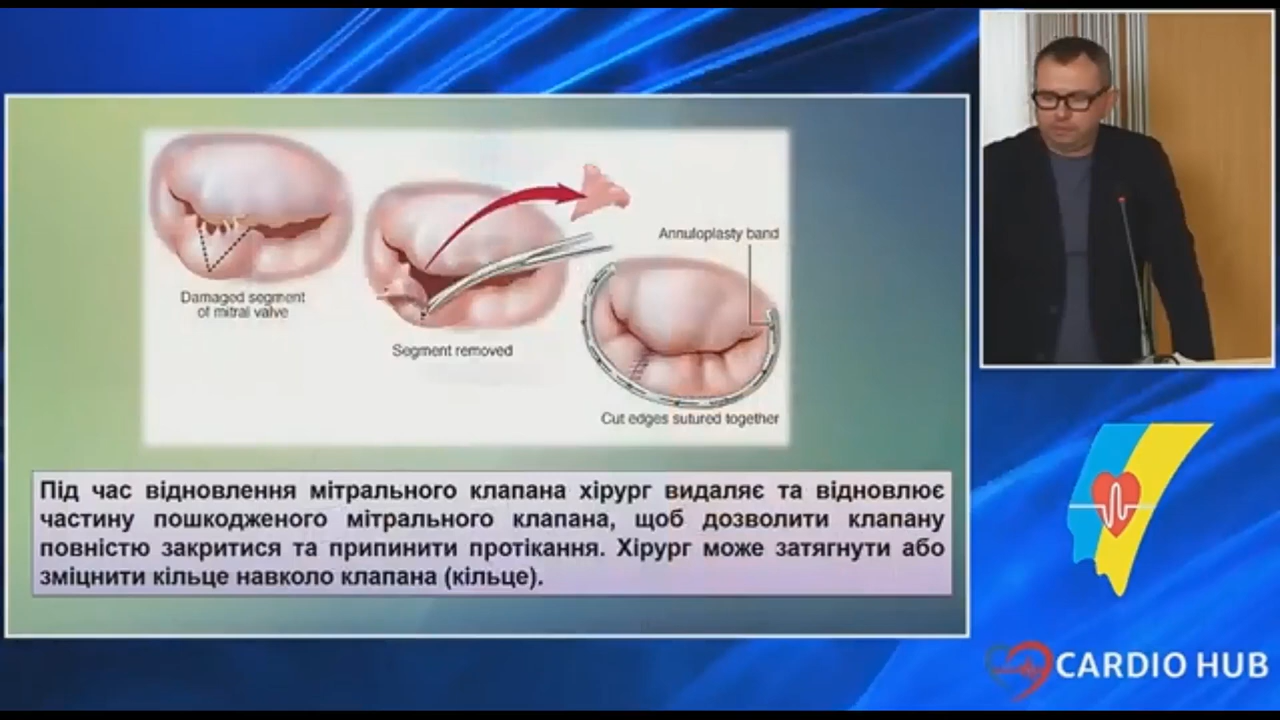 Damaged segment
of mitral valve
Segment removed
Annuloplasty band
Cut edges sutured together
Під час відновлення мітрального клапана хірург видаляє та відновлює
частину пошкодженого мітрального клапана, щоб дозволити клапану
повністю закритися та припинити протікання. Хірург може затягнути або
зміцнити кільце навколо клапана (кільце).
CARDIO HUB